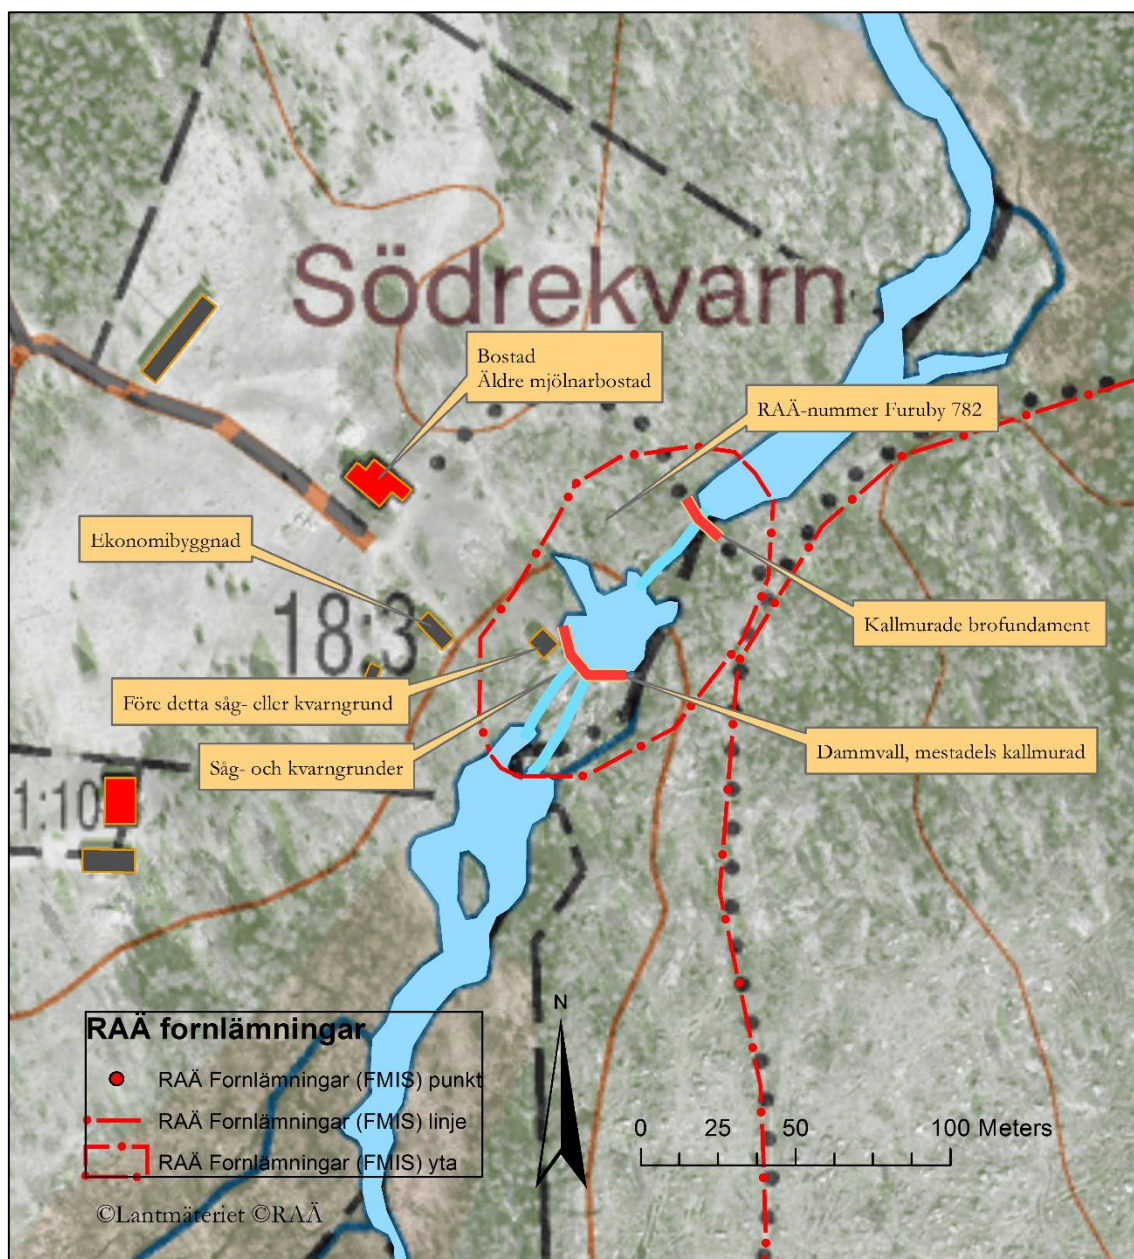 Södrekvarn
Bostad
Äldre mjölnarbostad
RAÄ-nummer Furuby 782
Ekonomibyggnad
18:3
Kallmurade brofundament
Före detta såg- eller kvarngrund
Såg- och kvarngrunder
Dammvall, mestadels kallmurad
1:10
RAÄ fornlämningar
RAÄ Fornlämningar (FMIS) punkt
RAÄ Fornlämningar (FMIS) linje
RAÄ Fornlämningar (FMIS) yta
N
0 25 50 100 Meters
©Lantmäteriet ©RAÄ